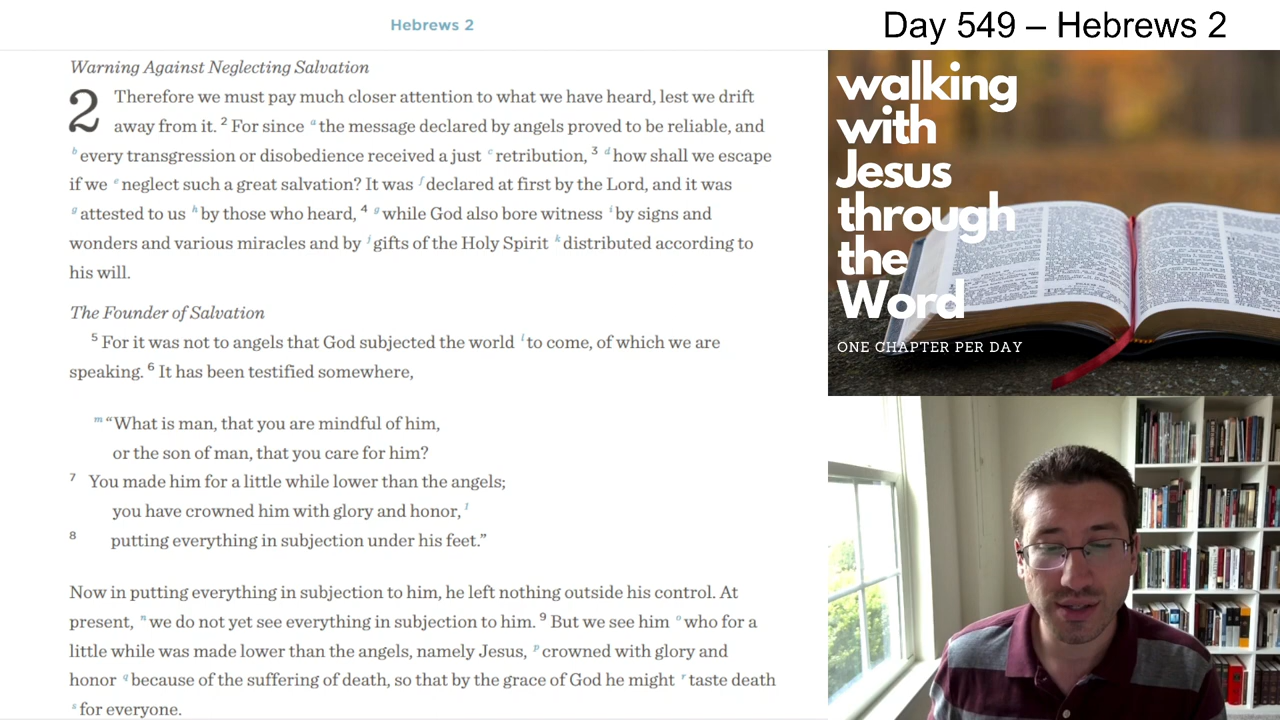 Hebrews 2
Warning Against Neglecting Salvation
2 Therefore we must pay much closer attention to what we have heard, lest we drift
away from it. 2 For since a the message declared by angels proved to be reliable, and
b every transgression or disobedience received a just c retribution, 3 d how shall we escape
if we e neglect such a great salvation? It was f declared at first by the Lord, and it was
g attested to us h by those who heard, 4 g while God also bore witness i by signs and
wonders and various miracles and by j gifts of the Holy Spirit k distributed according to
his will.
The Founder of Salvation
5 For it was not to angels that God subjected the world l to come, of which we are
speaking. 6 It has been testified somewhere,
m “What is man, that you are mindful of him,
or the son of man, that you care for him?
7 You made him for a little while lower than the angels;
you have crowned him with glory and honor, 1
8 putting everything in subjection under his feet.”
Now in putting everything in subjection to him, he left nothing outside his control. At
present, n we do not yet see everything in subjection to him. 9 But we see him o who for a
little while was made lower than the angels, namely Jesus, p crowned with glory and
honor q because of the suffering of death, so that by the grace of God he might r taste death
s for everyone.
Day 549 – Hebrews 2
walking
with
Jesus
through
the
Word
ONE CHAPTER PER DAY